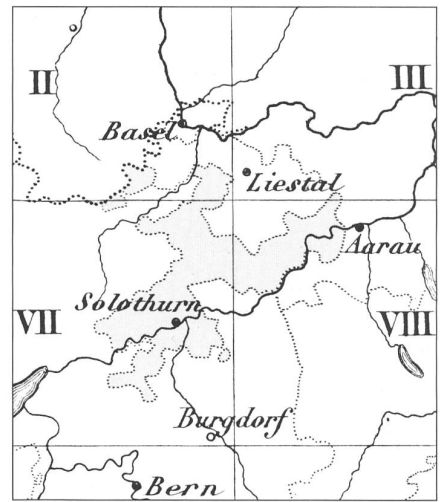 II
III
Basel
Liestal
Aarau
Solothurn
VII
VIII
Burgdorf
Bern